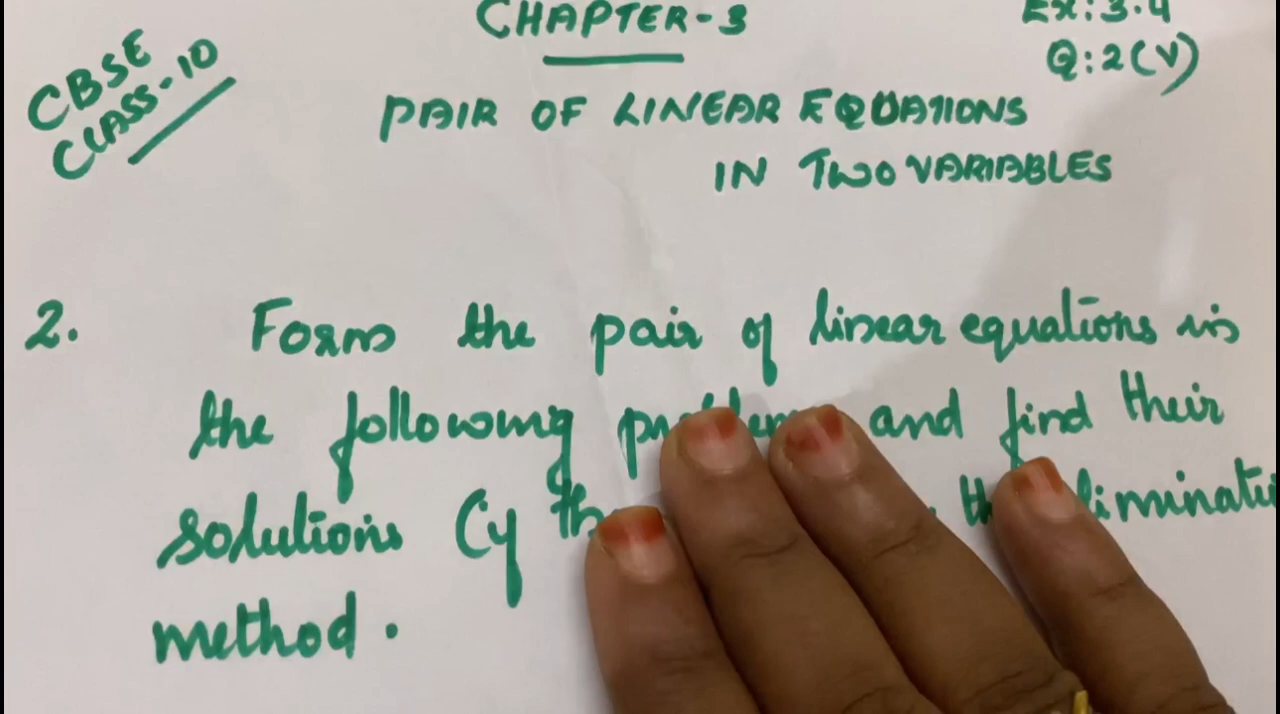 CHAPTER-3
Ex: 3.4
Q: 2(V)
CBSE
CLASS-10
PAIR OF LINEAR EQUATIONS
IN TWO VARIABLES
2. Form the pair of linear equations in
the following and find their
solutions (y
method.